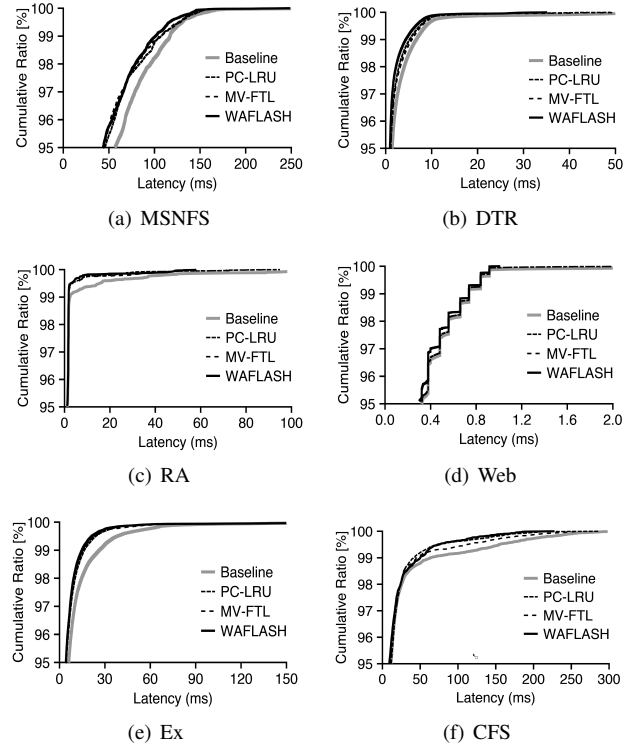 Cumulative Ratio [%]
100
99
98
97
96
95
0 50 100 150 200 250
Latency (ms)
Baseline
PC-LRU
MV-FTL
WAFLASH
(a) MSNFS
Cumulative Ratio [%]
100
99
98
97
96
95
0 10 20 30 40 50
Latency (ms)
Baseline
PC-LRU
MV-FTL
WAFLASH
(b) DTR
Cumulative Ratio [%]
100
99
98
97
96
95
0 20 40 60 80 100
Latency (ms)
Baseline
PC-LRU
MV-FTL
WAFLASH
(c) RA
Cumulative Ratio [%]
100
99
98
97
96
95
0.0 0.4 0.8 1.2 1.6 2.0
Latency (ms)
Baseline
PC-LRU
MV-FTL
WAFLASH
(d) Web
Cumulative Ratio [%]
100
99
98
97
96
95
0 30 60 90 120 150
Latency (ms)
Baseline
PC-LRU
MV-FTL
WAFLASH
(e) Ex
Cumulative Ratio [%]
100
99
98
97
96
95
0 50 100 150 200 250 300
Latency (ms)
Baseline
PC-LRU
MV-FTL
WAFLASH
(f) CFS